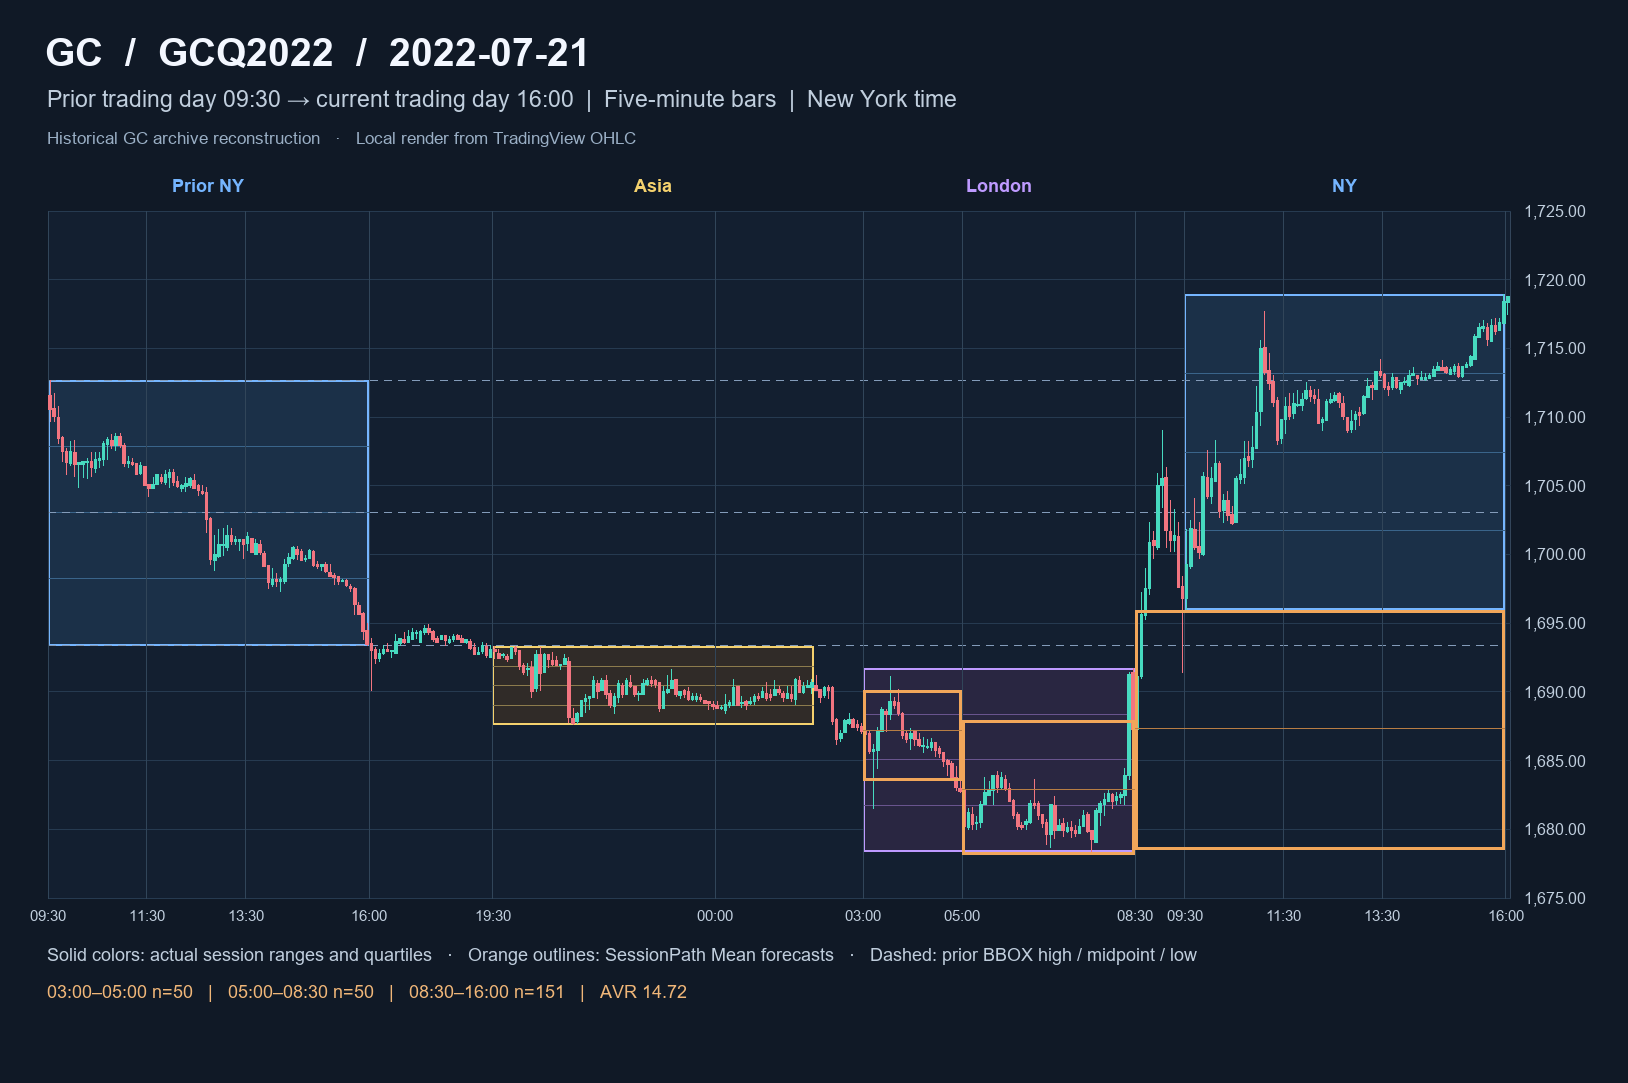 GC / GCQ2022 / 2022-07-21
Prior trading day 09:30 → current trading day 16:00 | Five-minute bars | New York time
Historical GC archive reconstruction · Local render from TradingView OHLC
Prior NY Asia London NY
1,725.00
1,720.00
1,715.00
1,710.00
1,705.00
1,700.00
1,695.00
1,690.00
1,685.00
1,680.00
1,675.00
09:30 11:30 13:30 16:00 19:30 00:00 03:00 05:00 08:30 09:30 11:30 13:30 16:00
Solid colors: actual session ranges and quartiles · Orange outlines: SessionPath Mean forecasts · Dashed: prior BBOX high / midpoint / low
03:00–05:00 n=50 | 05:00–08:30 n=50 | 08:30–16:00 n=151 | AVR 14.72